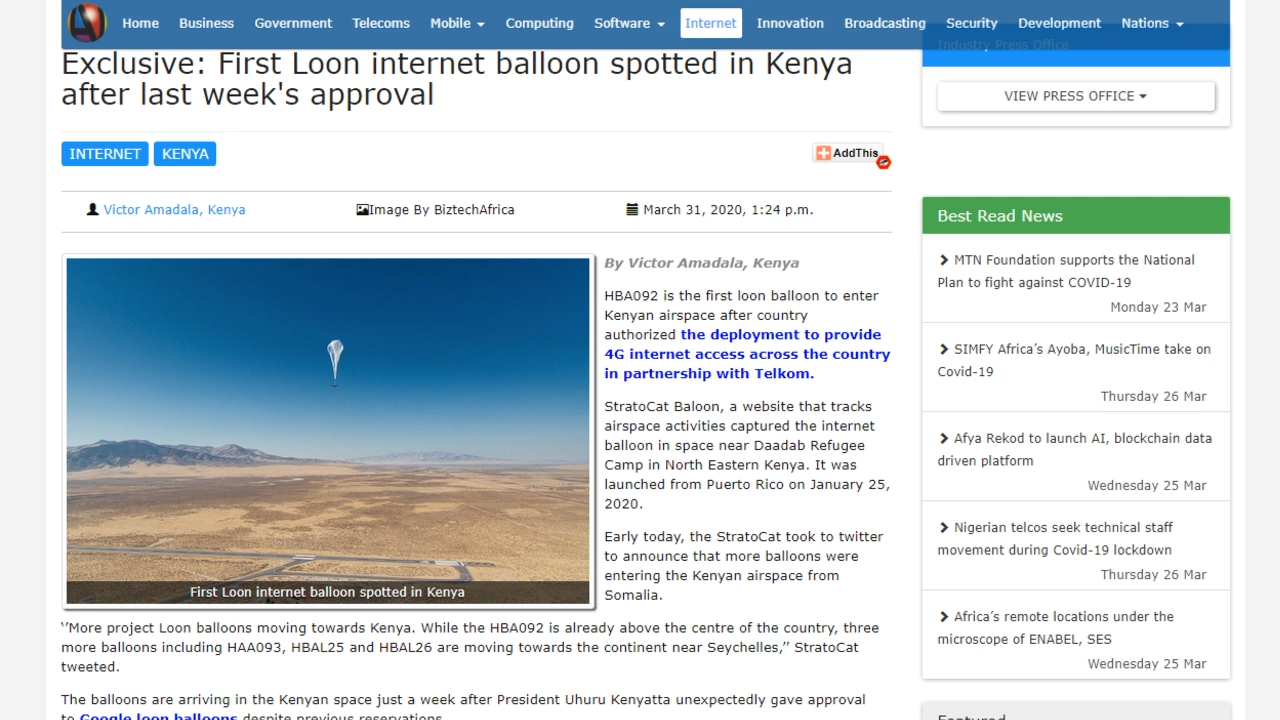 Home Business Government Telecoms Mobile Computing Software Internet Innovation Broadcasting Security Development Nations
Industry Press Office
Exclusive: First Loon internet balloon spotted in Kenya
after last week's approval
VIEW PRESS OFFICE
INTERNET KENYA
AddThis
Victor Amadala, Kenya
Image By BiztechAfrica
March 31, 2020, 1:24 p.m.
First Loon internet balloon spotted in Kenya
By Victor Amadala, Kenya
HBA092 is the first loon balloon to enter
Kenyan airspace after country
authorized the deployment to provide
4G internet access across the country
in partnership with Telkom.
StratoCat Baloon, a website that tracks
airspace activities captured the internet
balloon in space near Daadab Refugee
Camp in North Eastern Kenya. It was
launched from Puerto Rico on January 25,
2020.
Early today, the StratoCat took to twitter
to announce that more balloons were
entering the Kenyan airspace from
Somalia.
‘’More project Loon balloons moving towards Kenya. While the HBA092 is already above the centre of the country, three
more balloons including HAA093, HBAL25 and HBAL26 are moving towards the continent near Seychelles,’’ StratoCat
tweeted.
The balloons are arriving in the Kenyan space just a week after President Uhuru Kenyatta unexpectedly gave approval
to Google loon balloons despite previous reservations.
Best Read News
MTN Foundation supports the National
Plan to fight against COVID-19
Monday 23 Mar
SIMFY Africa’s Ayoba, MusicTime take on
Covid-19
Thursday 26 Mar
Afya Rekod to launch AI, blockchain data
driven platform
Wednesday 25 Mar
Nigerian telcos seek technical staff
movement during Covid-19 lockdown
Thursday 26 Mar
Africa’s remote locations under the
microscope of ENABEL, SES
Wednesday 25 Mar
Featured